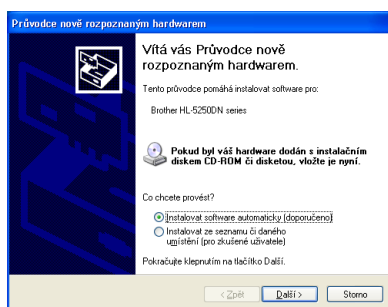 Průvodce nově rozpoznaným hardwarem
Vítá vás Průvodce nově
rozpoznaným hardwarem.
Tento průvodce pomáhá instalovat software pro:
Brother HL-5250DN series
Pokud byl váš hardware dodán s instalačním
diskem CD-ROM či disketou, vložte je nyní.
Co chcete provést?
Instalovat software automaticky (doporučeno)
Instalovat ze seznamu či daného
umístění (pro zkušené uživatele)
Pokračujte klepnutím na tlačítko Další.
< Zpět
Další >
Storno